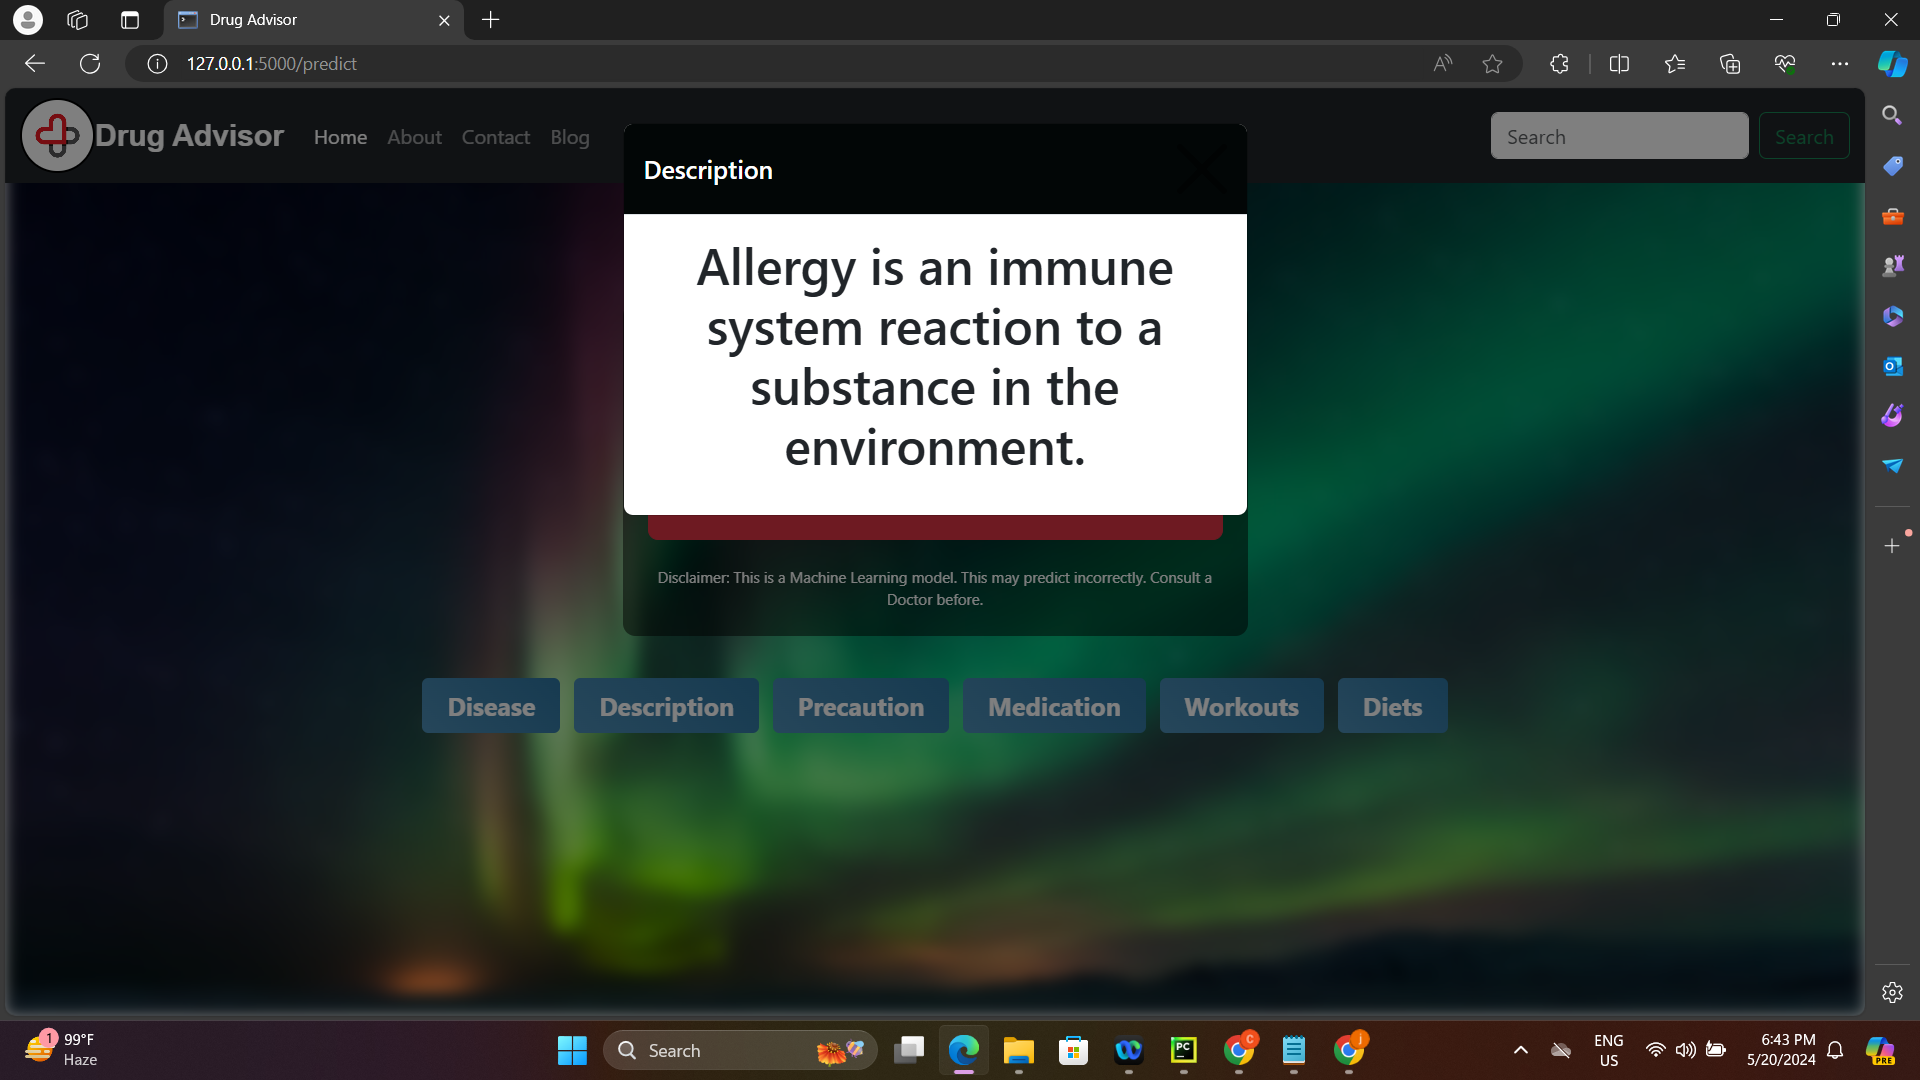 Drug Advisor
127.0.0.1:5000/predict
Drug Advisor Home About Contact Blog
Search Search
Description
Allergy is an immune
system reaction to a
substance in the
environment.
Disclaimer: This is a Machine Learning model. This may predict incorrectly. Consult a
Doctor before.
Disease Description Precaution Medication Workouts Diets
1 99°F
Haze
Search
PC
C
j
ENG
US
6:43 PM
5/20/2024
PRE